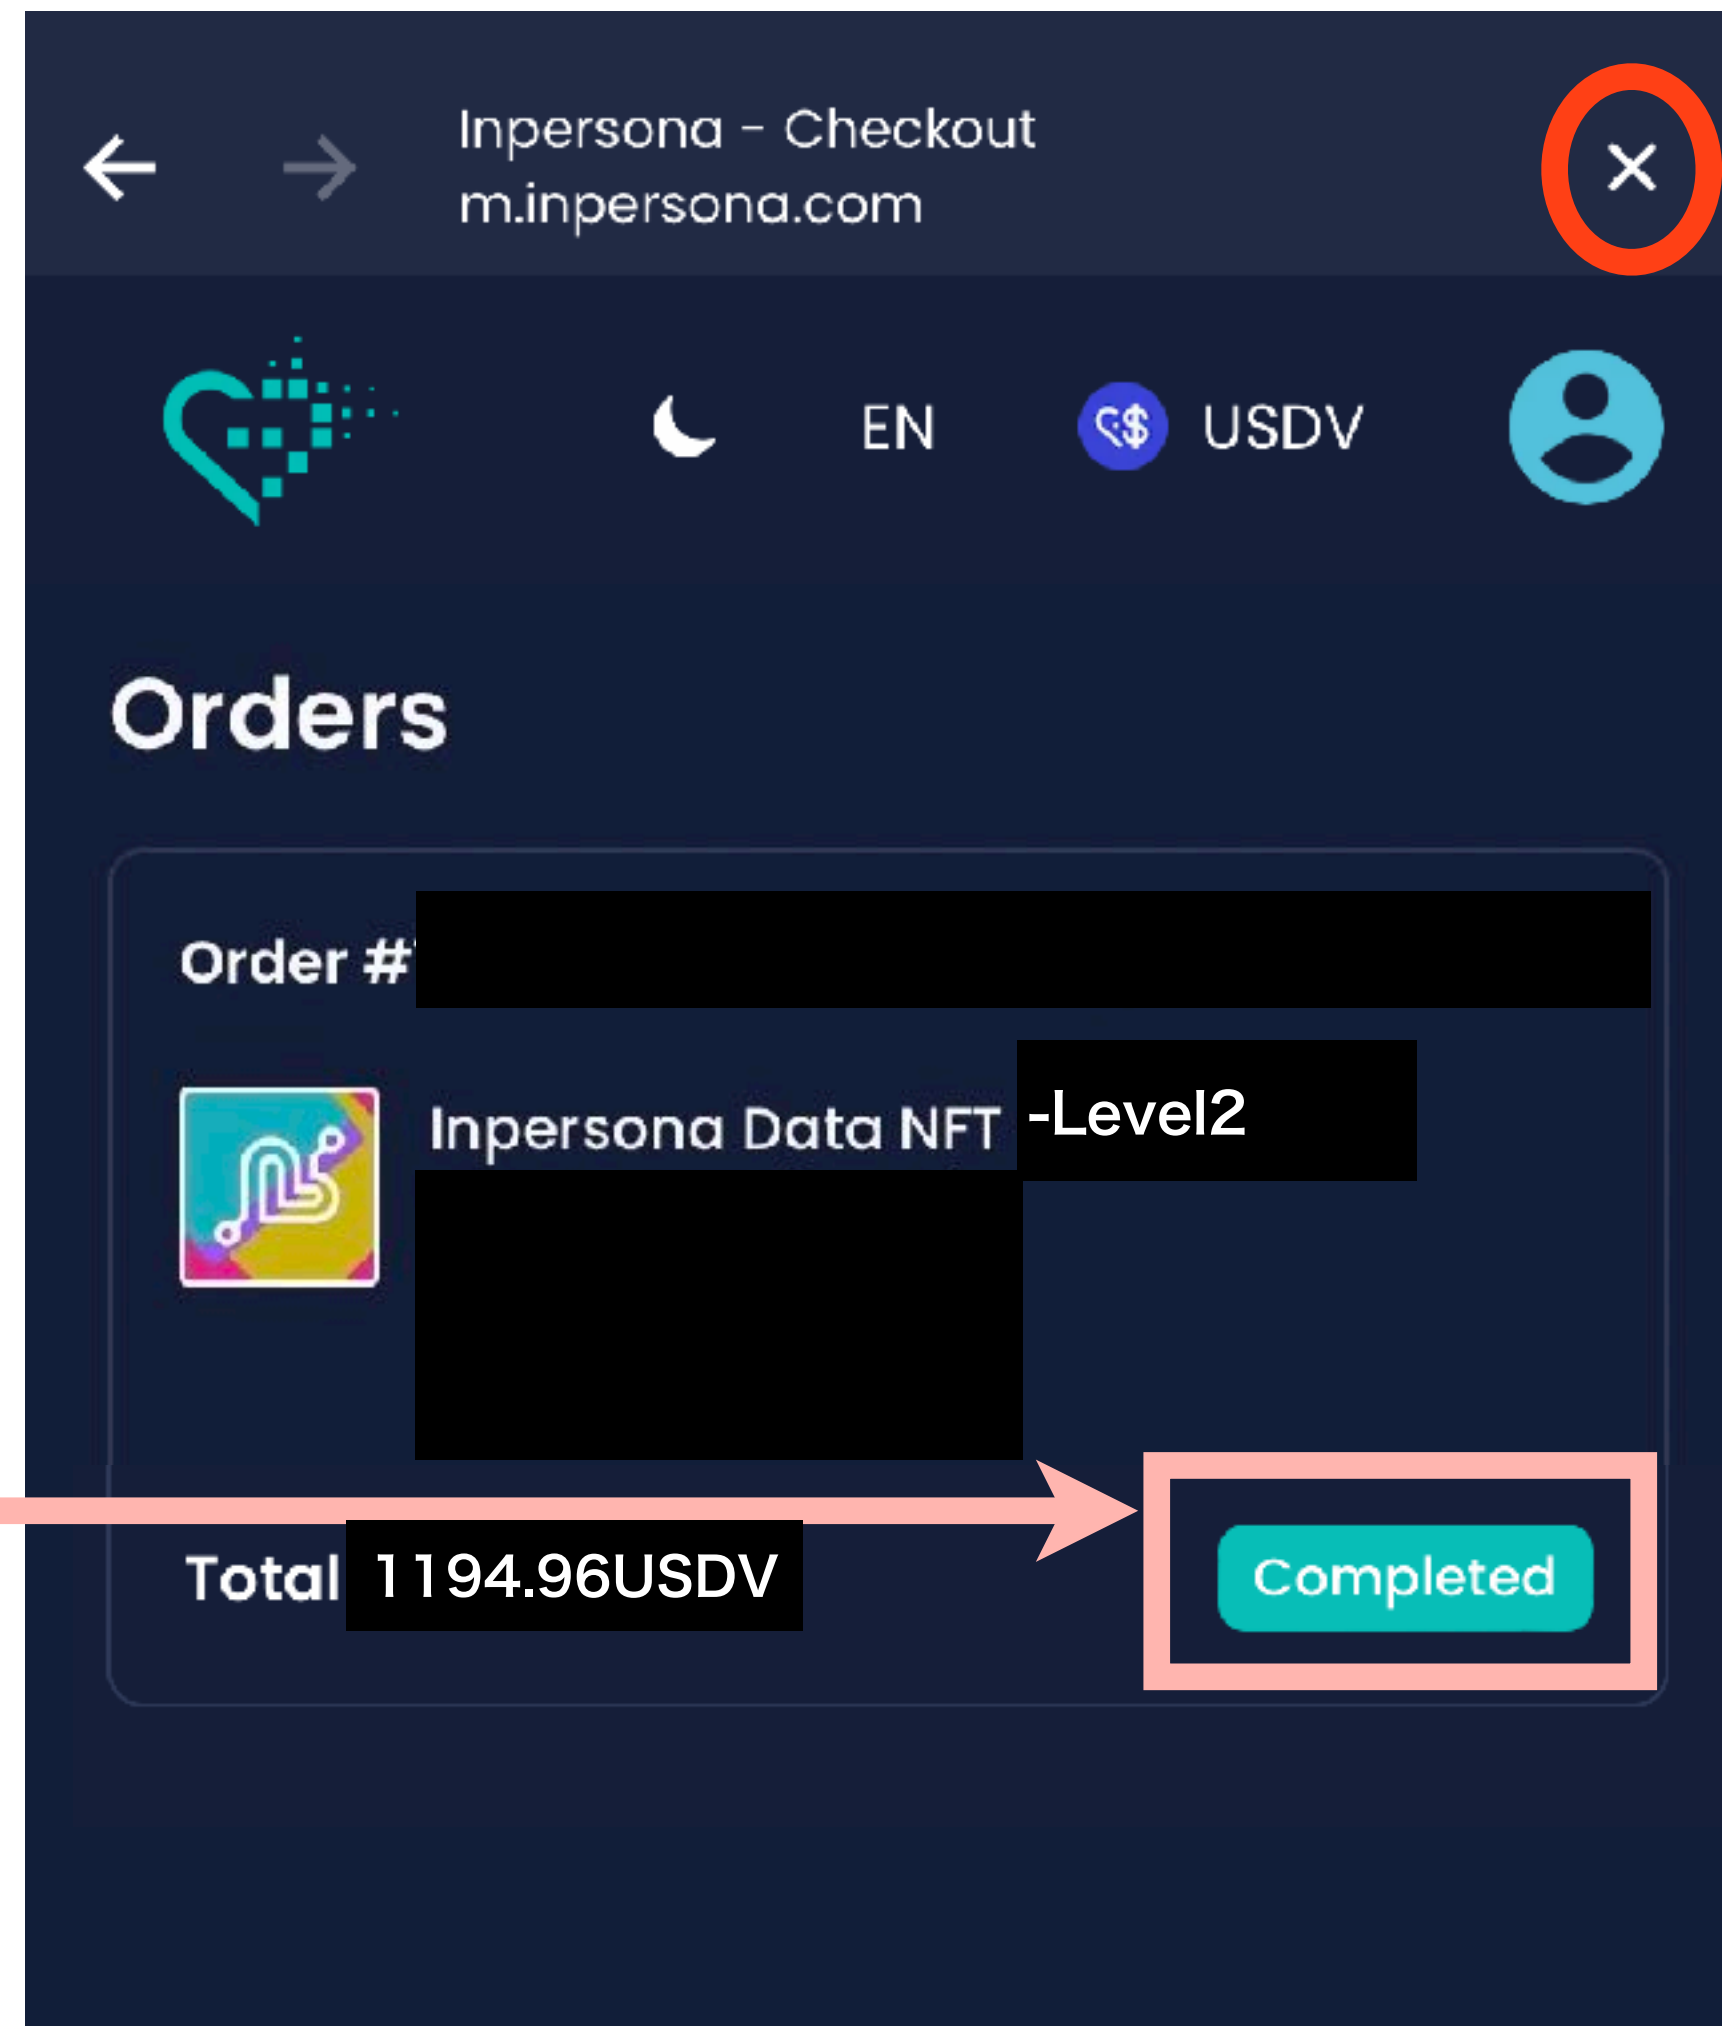 Inpersona - Checkout
m.inpersona.com
EN
USDV
Orders
Order #
Inpersona Data NFT -Level2
Total 1194.96USDV
Completed